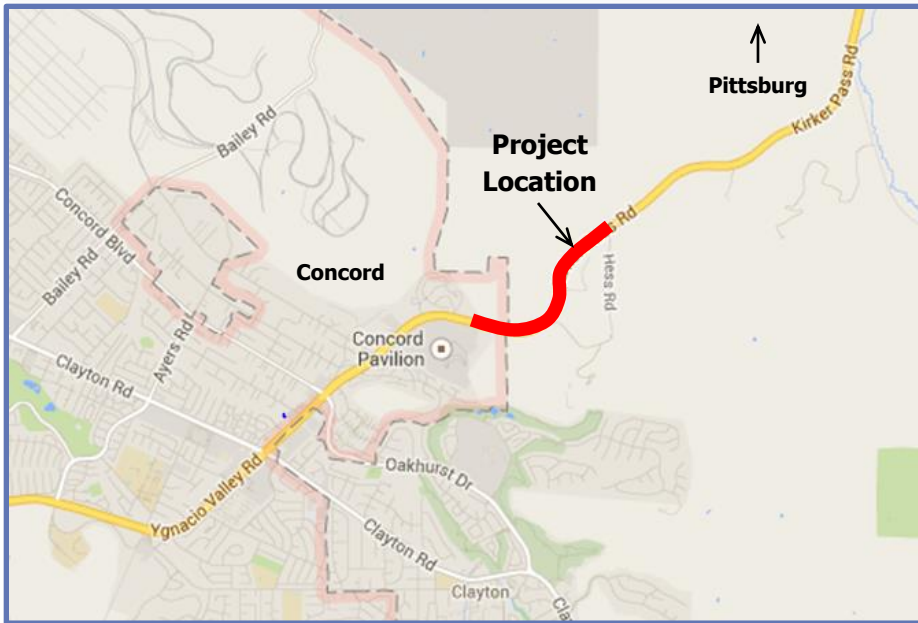 Pittsburg
Kirker Pass Rd
Bailey Rd
Project
Location
s Rd
Concord Blvd
Bailey Rd
Concord
Hess Rd
Ayers Rd
Concord
Pavilion
Clayton Rd
Oakhurst Dr
Ygnacio Valley Rd
Clayton Rd
Clayton
Cla